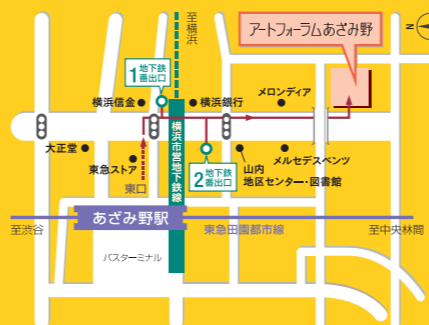 至横浜
アートフォーラムあざみ野
N
1 地下鉄
番出口
横浜信金
横浜銀行
メロンディア
大正堂
東急ストア
東口
横浜市営地下鉄線
2 地下鉄
番出口
山内
地区センター・図書館
メルセデスベンツ
あざみ野駅
至渋谷
東急田園都市線
至中央林間
バスターミナル